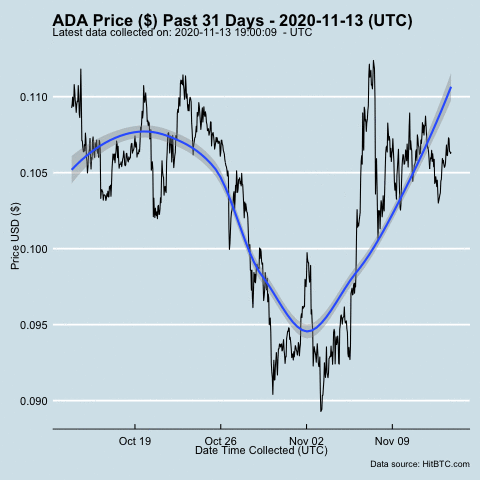 ADA Price ($) Past 31 Days - 2020-11-13 (UTC)
Latest data collected on: 2020-11-13 19:00:09  - UTC
Price USD ($)
0.110
0.105
0.100
0.095
0.090
Oct 19 Oct 26 Nov 02 Nov 09
Date Time Collected (UTC)
Data source: HitBTC.com